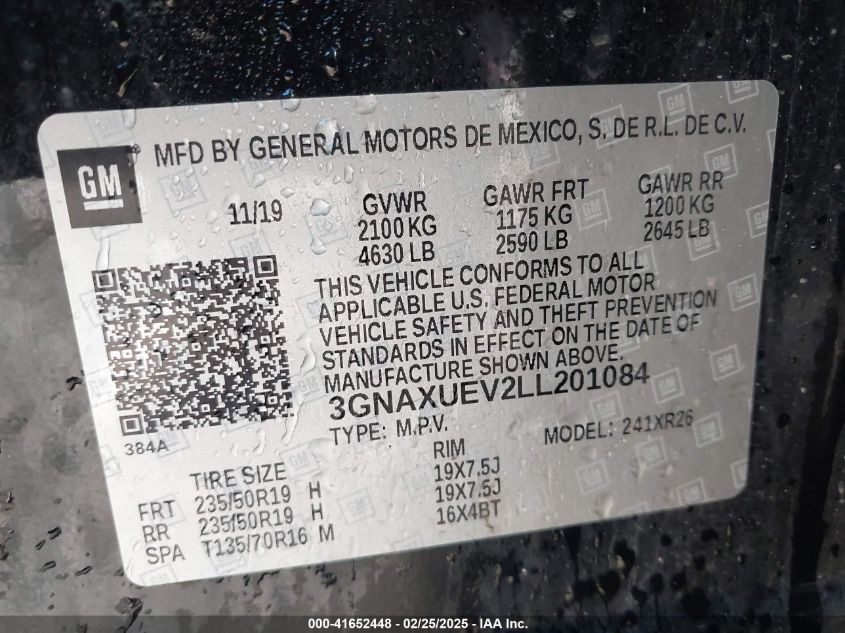 GM
MFD BY GENERAL MOTORS DE MEXICO, S. DE R.L. DE C.V.
11/19
GVWR
2100 KG
4630 LB
GAWR FRT
1175 KG
2590 LB
GAWR RR
1200 KG
2645 LB
THIS VEHICLE CONFORMS TO ALL
APPLICABLE U.S. FEDERAL MOTOR
VEHICLE SAFETY AND THEFT PREVENTION
STANDARDS IN EFFECT ON THE DATE OF
MANUFACTURE SHOWN ABOVE.
3GNAXUEV2LL201084
TYPE: M.P.V. MODEL: 241XR26
384A
TIRE SIZE RIM
FRT 235/50R19 H 19X7.5J
RR 235/50R19 H 19X7.5J
SPA T135/70R16 M 16X4BT
000-41652448 - 02/25/2025 - IAA Inc.